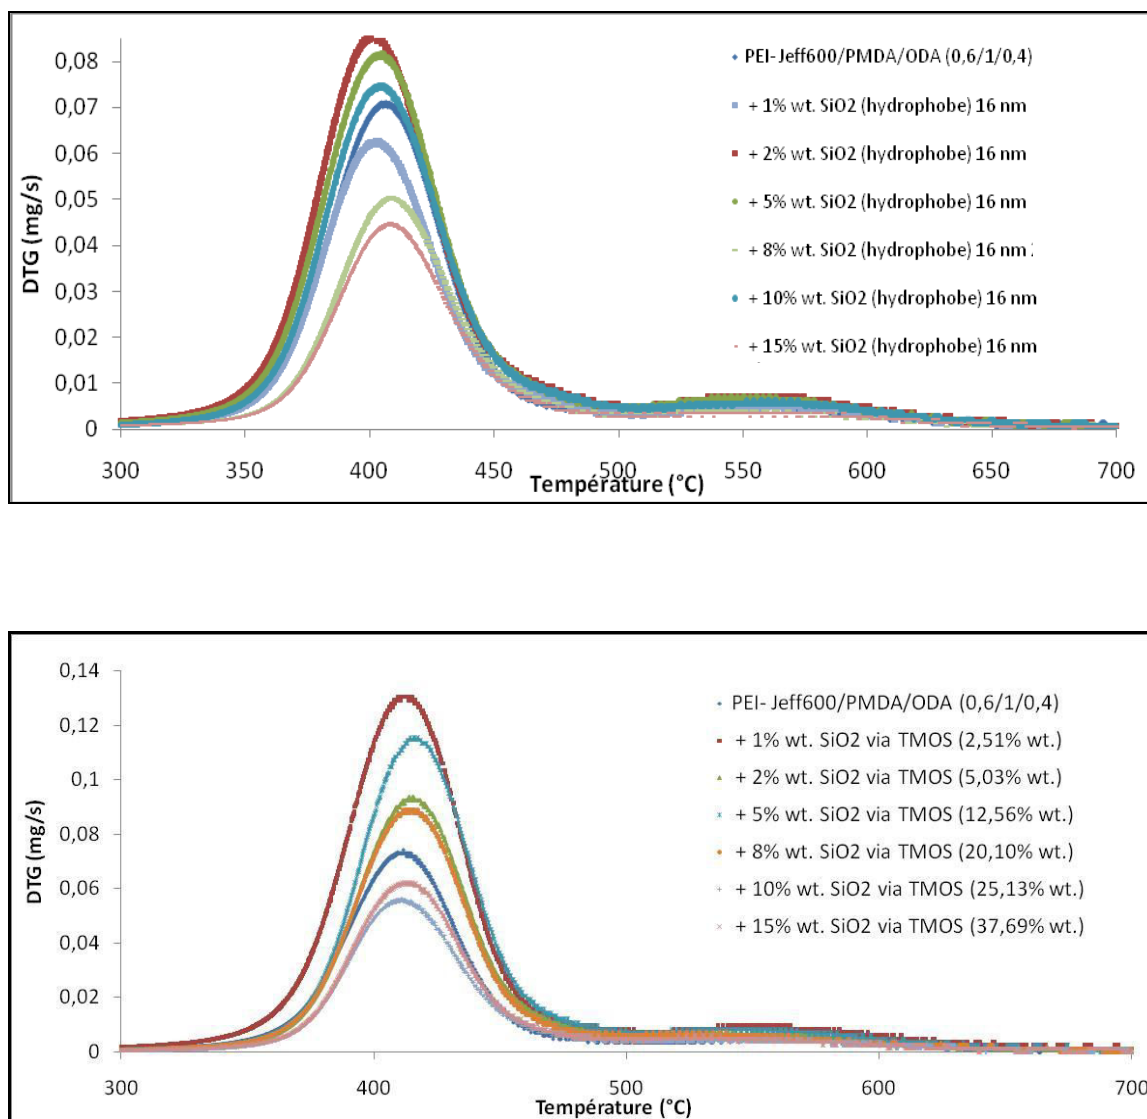 0,08
0,07
0,06
0,05
0,04
0,03
0,02
0,01
0
DTG (mg/s)
PEI- Jeff600/PMDA/ODA (0,6/1/0,4)
+ 1% wt. SiO2 (hydrophobe) 16 nm
+ 2% wt. SiO2 (hydrophobe) 16 nm
+ 5% wt. SiO2 (hydrophobe) 16 nm
+ 8% wt. SiO2 (hydrophobe) 16 nm
+ 10% wt. SiO2 (hydrophobe) 16 nm
+ 15% wt. SiO2 (hydrophobe) 16 nm
300 350 400 450 500 550 600 650 700
Température (°C)
0,14
0,12
0,1
0,08
0,06
0,04
0,02
0
DTG (mg/s)
PEI- Jeff600/PMDA/ODA (0,6/1/0,4)
+ 1% wt. SiO2 via TMOS (2,51% wt.)
+ 2% wt. SiO2 via TMOS (5,03% wt.)
+ 5% wt. SiO2 via TMOS (12,56% wt.)
+ 8% wt. SiO2 via TMOS (20,10% wt.)
+ 10% wt. SiO2 via TMOS (25,13% wt.)
+ 15% wt. SiO2 via TMOS (37,69% wt.)
300 400 500 600 700
Température (°C)